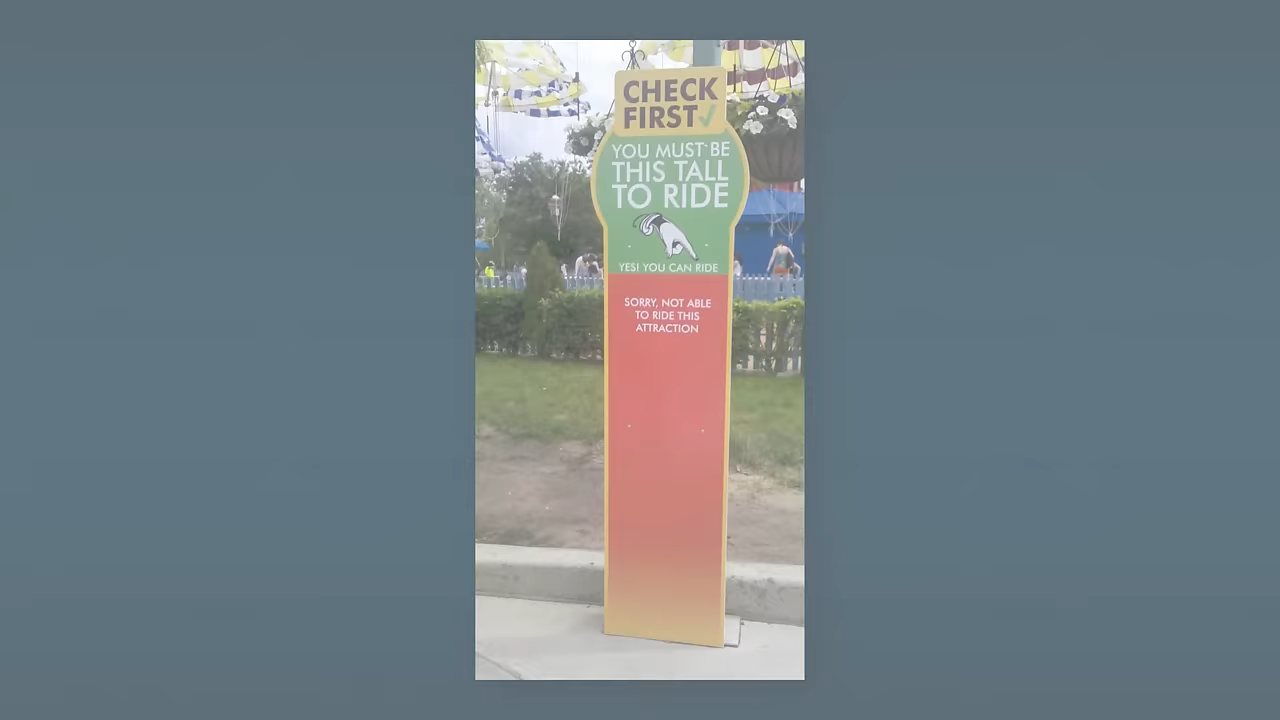 CHECK
FIRST
YOU MUST BE
THIS TALL
TO RIDE
YES! YOU CAN RIDE
SORRY, NOT ABLE
TO RIDE THIS
ATTRACTION